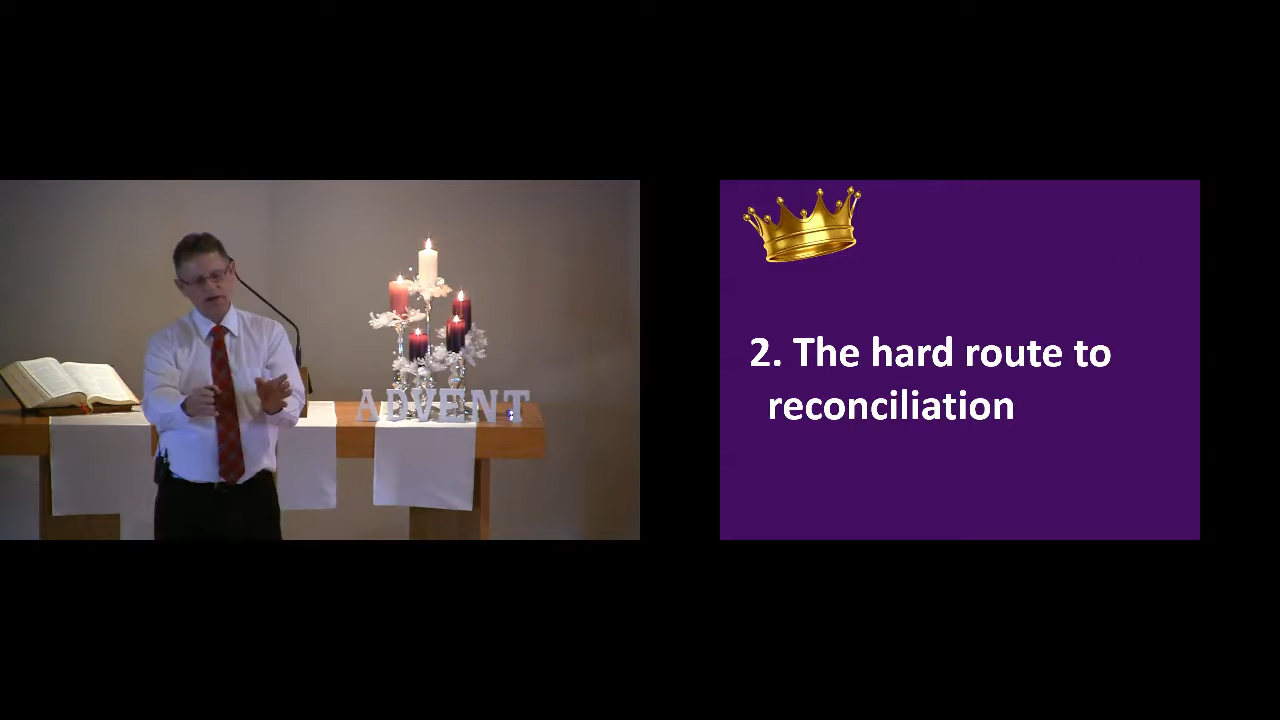 ADVENT
2. The hard route to
reconciliation